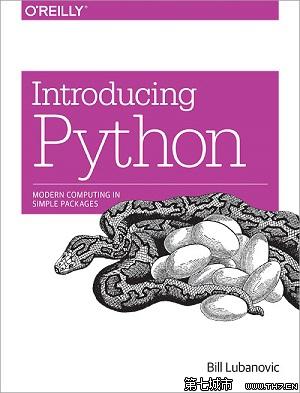 O'REILLY®
Introducing
Python
MODERN COMPUTING IN
SIMPLE PACKAGES
Bill Lubanovic
第七城市
WWW.TH7.CN